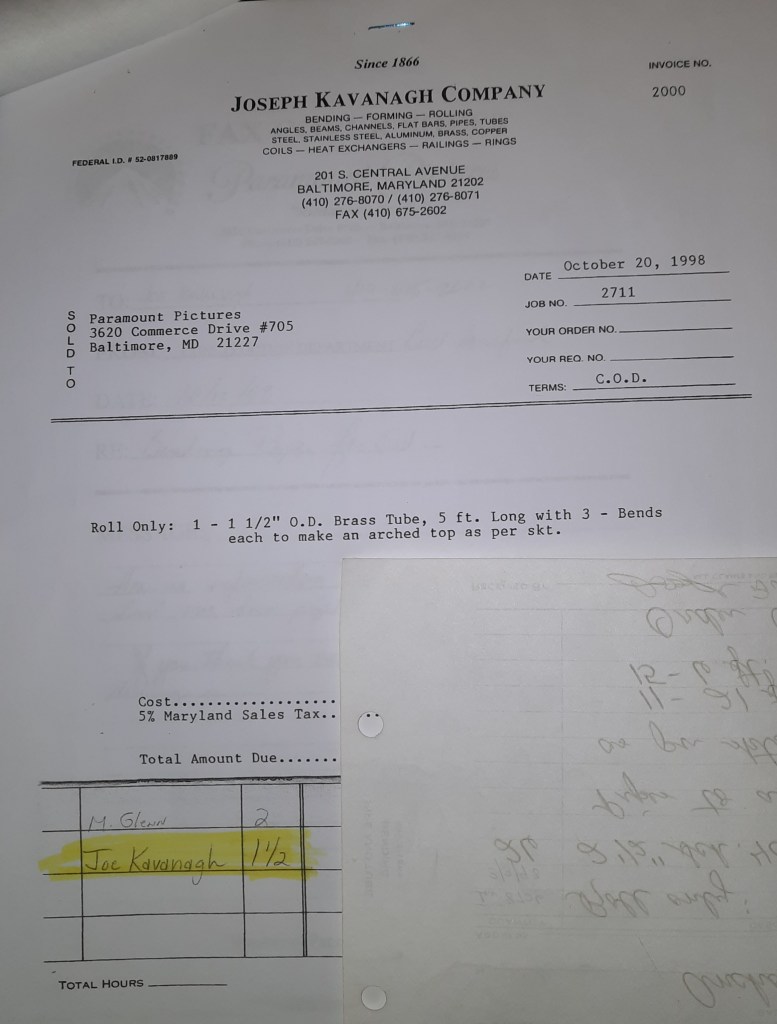 Since 1866
INVOICE NO.
JOSEPH KAVANAGH COMPANY
2000
BENDING — FORMING — ROLLING
ANGLES, BEAMS, CHANNELS, FLAT BARS, PIPES, TUBES
STEEL, STAINLESS STEEL, ALUMINUM, BRASS, COPPER
COILS — HEAT EXCHANGERS — RAILINGS — RINGS
FEDERAL I.D. # 52-0817889
201 S. CENTRAL AVENUE
BALTIMORE, MARYLAND 21202
(410) 276-8070 / (410) 276-8071
FAX (410) 675-2602
DATE October 20, 1998
JOB NO. 2711
YOUR ORDER NO.
YOUR REQ. NO.
TERMS: C.O.D.
SOLD TO
Paramount Pictures
3620 Commerce Drive #705
Baltimore, MD 21227
Roll Only: 1 - 1 1/2" O.D. Brass Tube, 5 ft. Long with 3 - Bends
each to make an arched top as per skt.
Cost...................
5% Maryland Sales Tax..
Total Amount Due.......
M. Glenn 2
Joe Kavanagh 1 1/2
TOTAL HOURS